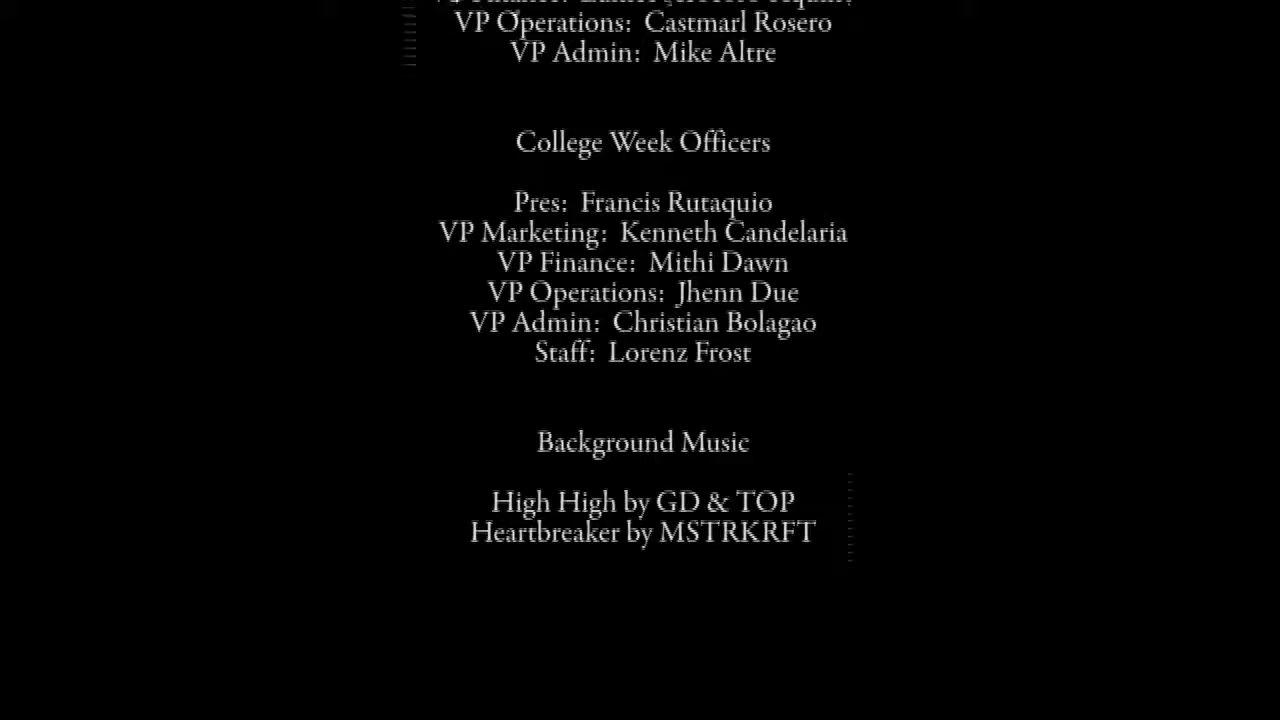 VP Operations: Castmarl Rosero
VP Admin: Mike Altre
College Week Officers
Pres: Francis Rutaquio
VP Marketing: Kenneth Candelaria
VP Finance: Mithi Dawn
VP Operations: Jhenn Due
VP Admin: Christian Bolagao
Staff: Lorenz Frost
Background Music
High High by GD & TOP
Heartbreaker by MSTRKRFT